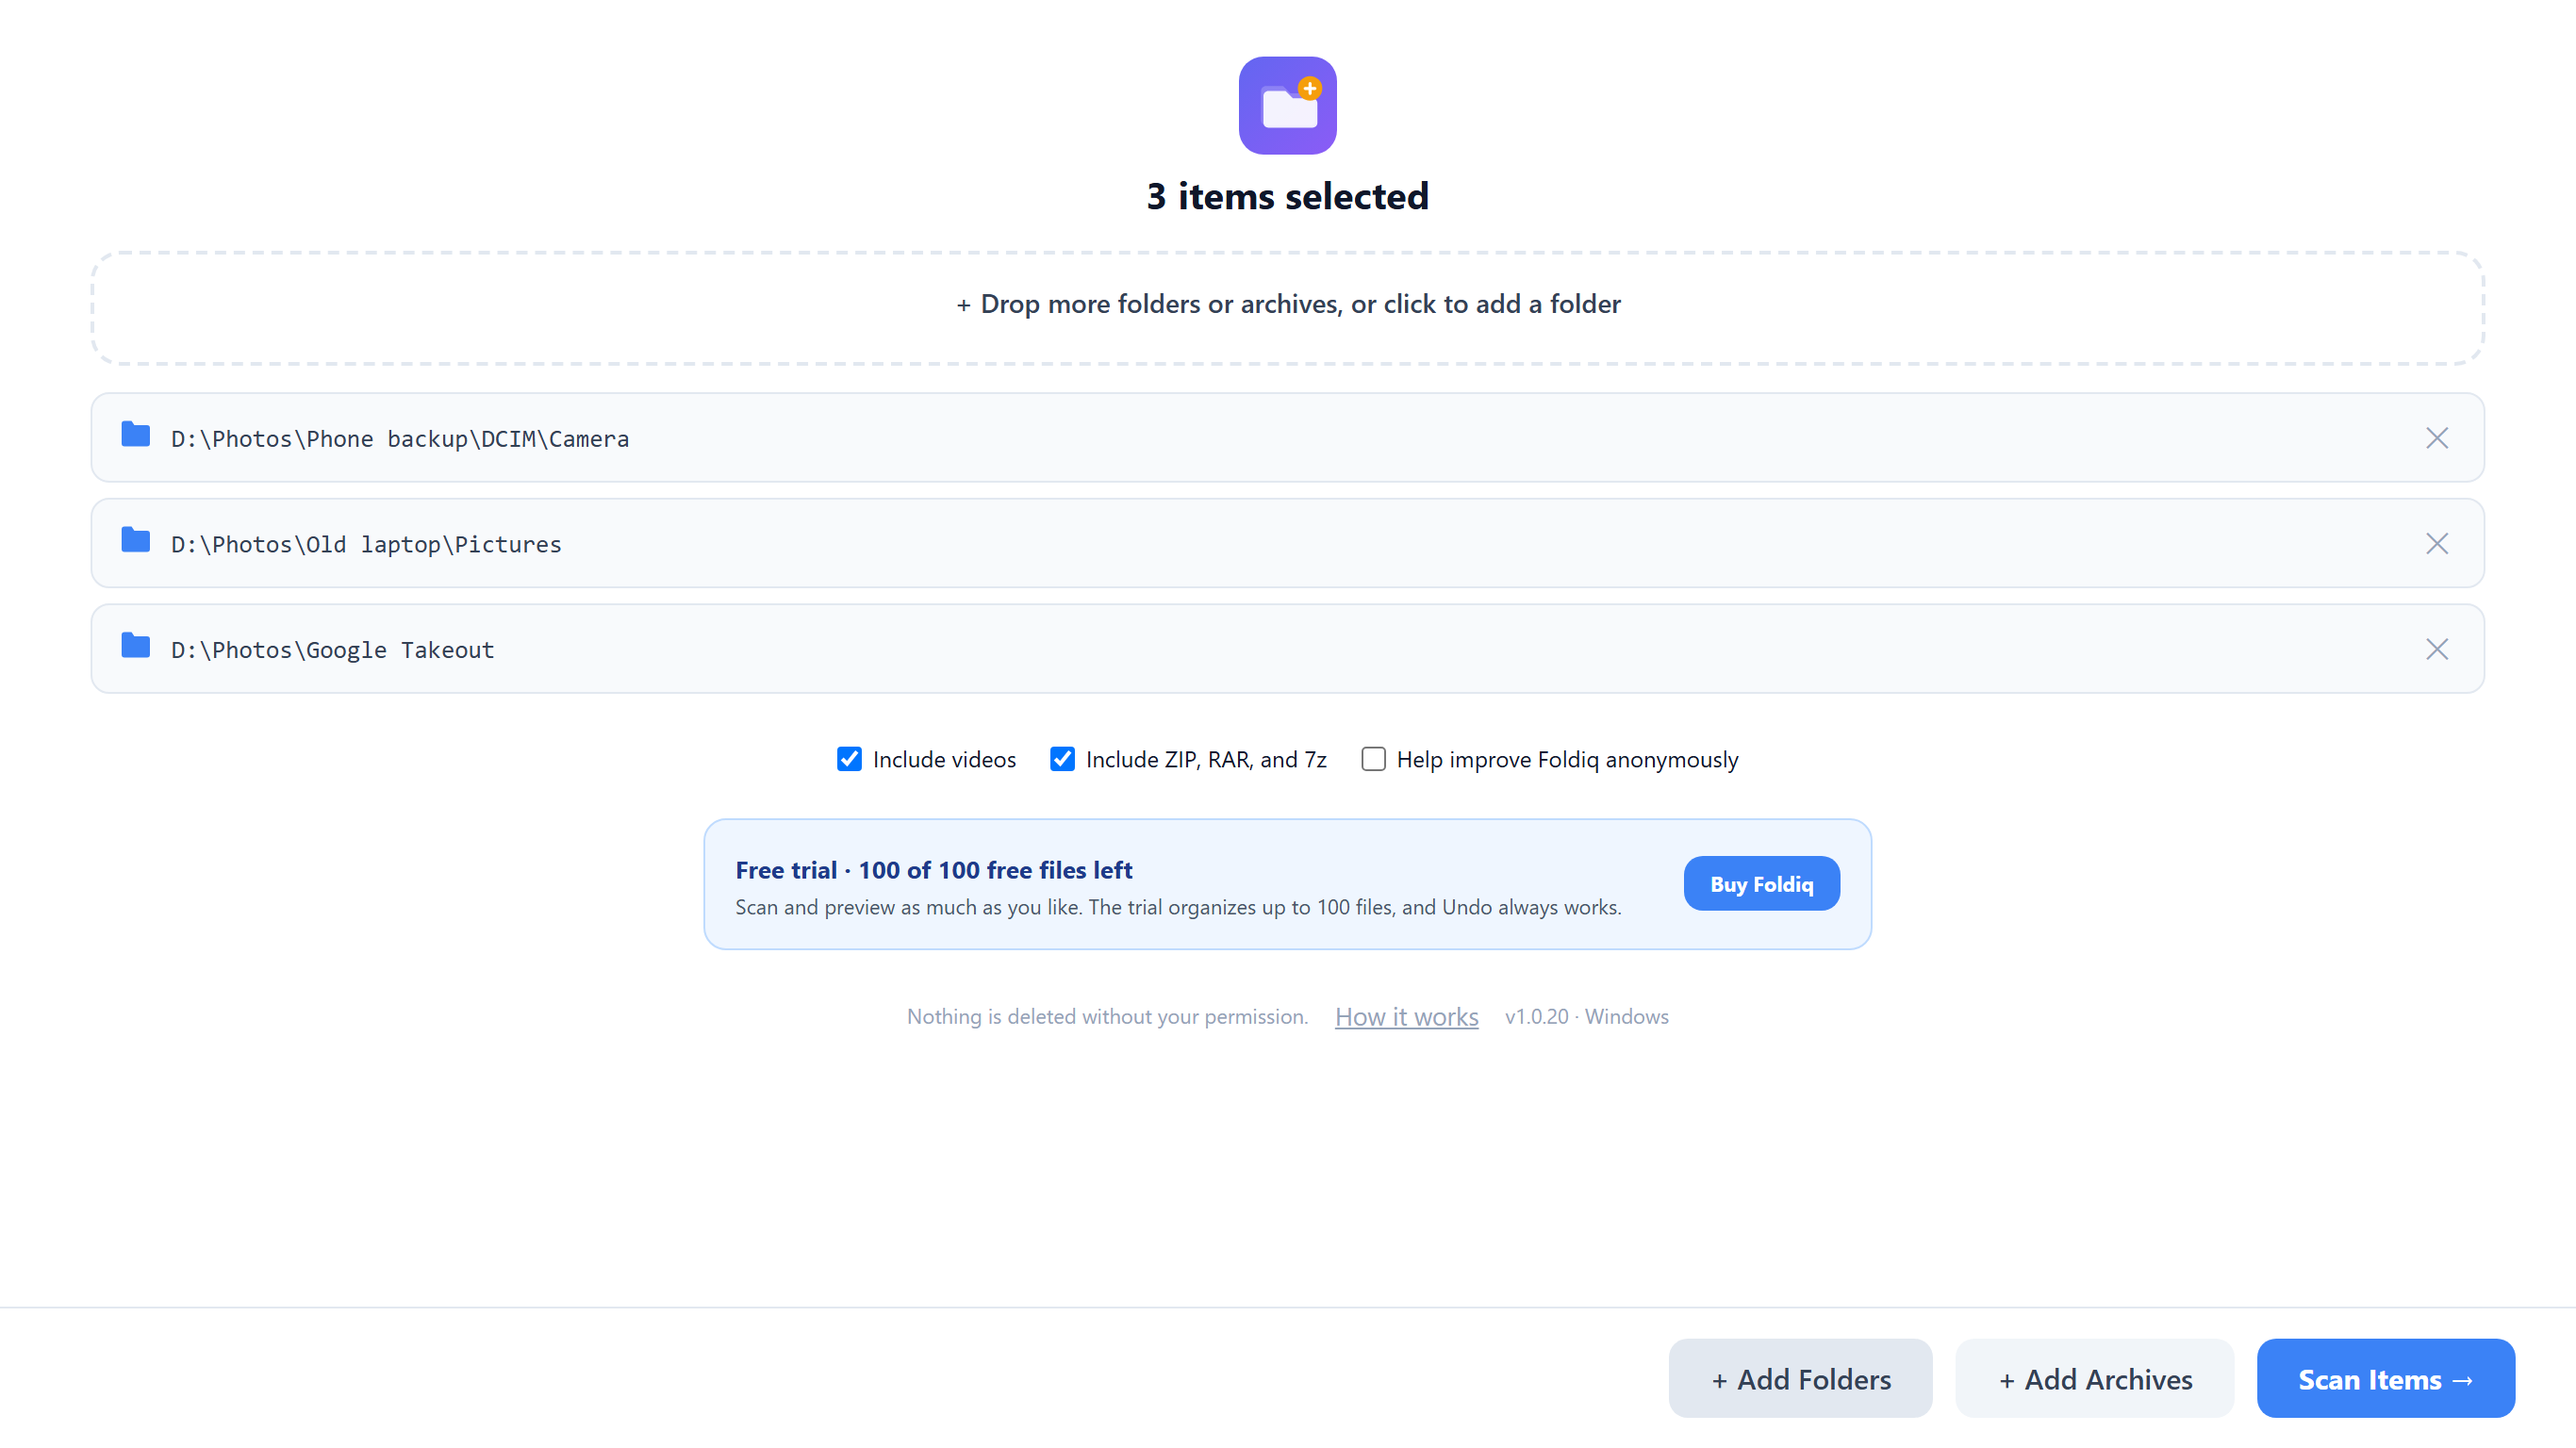 3 items selected
+ Drop more folders or archives, or click to add a folder
D:\Photos\Phone backup\DCIM\Camera
D:\Photos\Old laptop\Pictures
D:\Photos\Google Takeout
Include videos Include ZIP, RAR, and 7z Help improve Foldiq anonymously
Free trial · 100 of 100 free files left
Scan and preview as much as you like. The trial organizes up to 100 files, and Undo always works.
Buy Foldiq
Nothing is deleted without your permission. How it works v1.0.20 · Windows
+ Add Folders + Add Archives Scan Items →